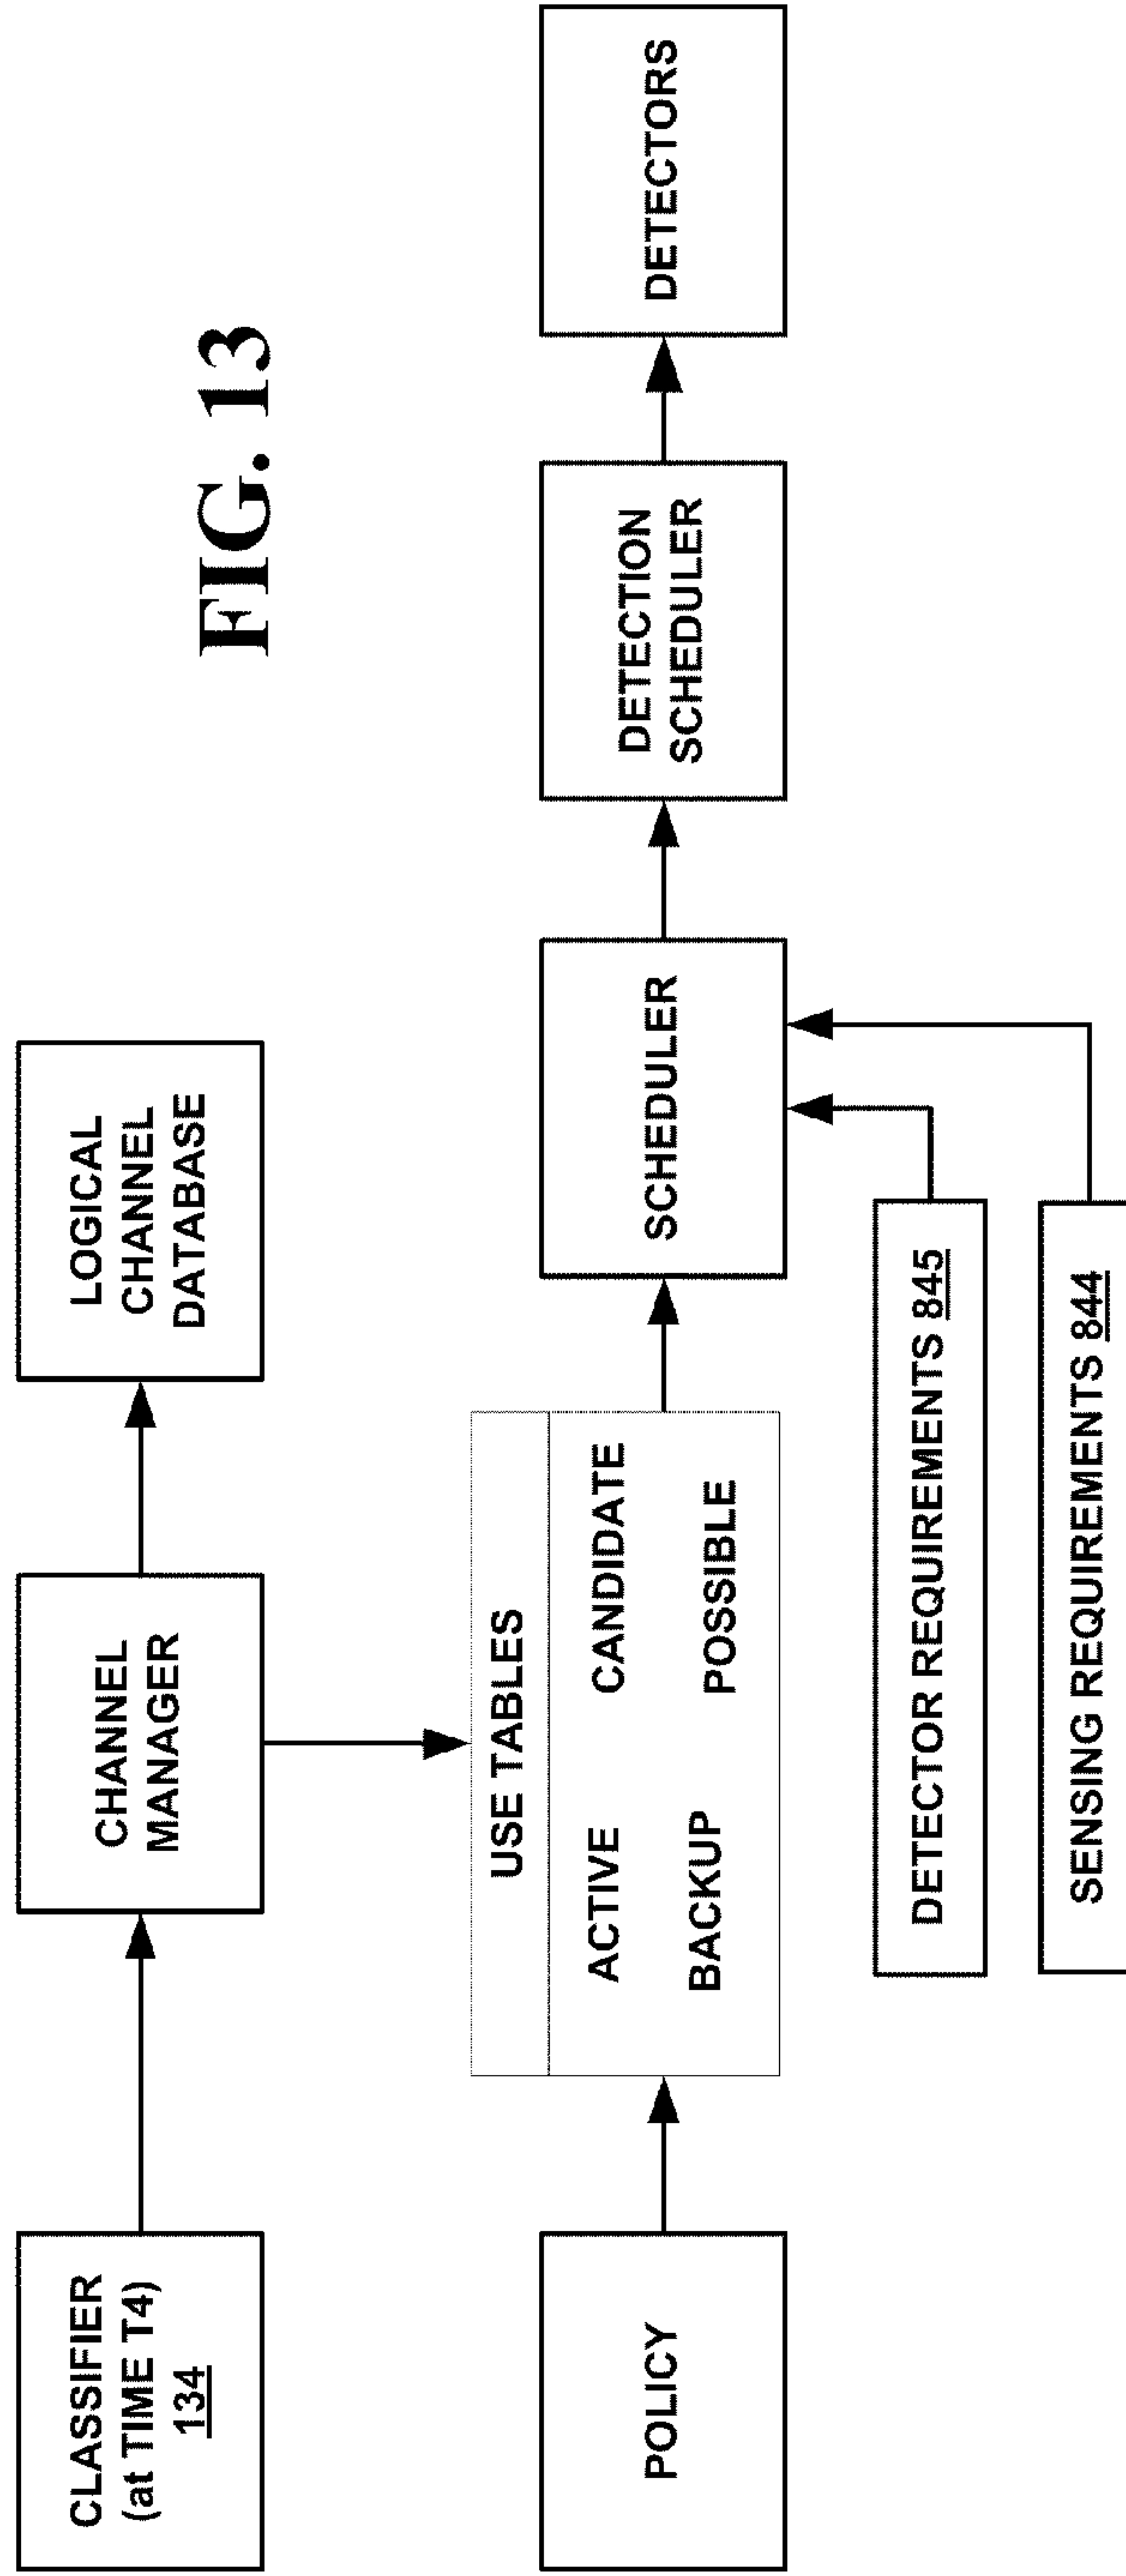 FIG. 13
CLASSIFIER
(at TIME T4)
134
CHANNEL
MANAGER
LOGICAL
CHANNEL
DATABASE
POLICY
USE TABLES
ACTIVE CANDIDATE
BACKUP POSSIBLE
SCHEDULER
DETECTION
SCHEDULER
DETECTORS
DETECTOR REQUIREMENTS 845
SENSING REQUIREMENTS 844